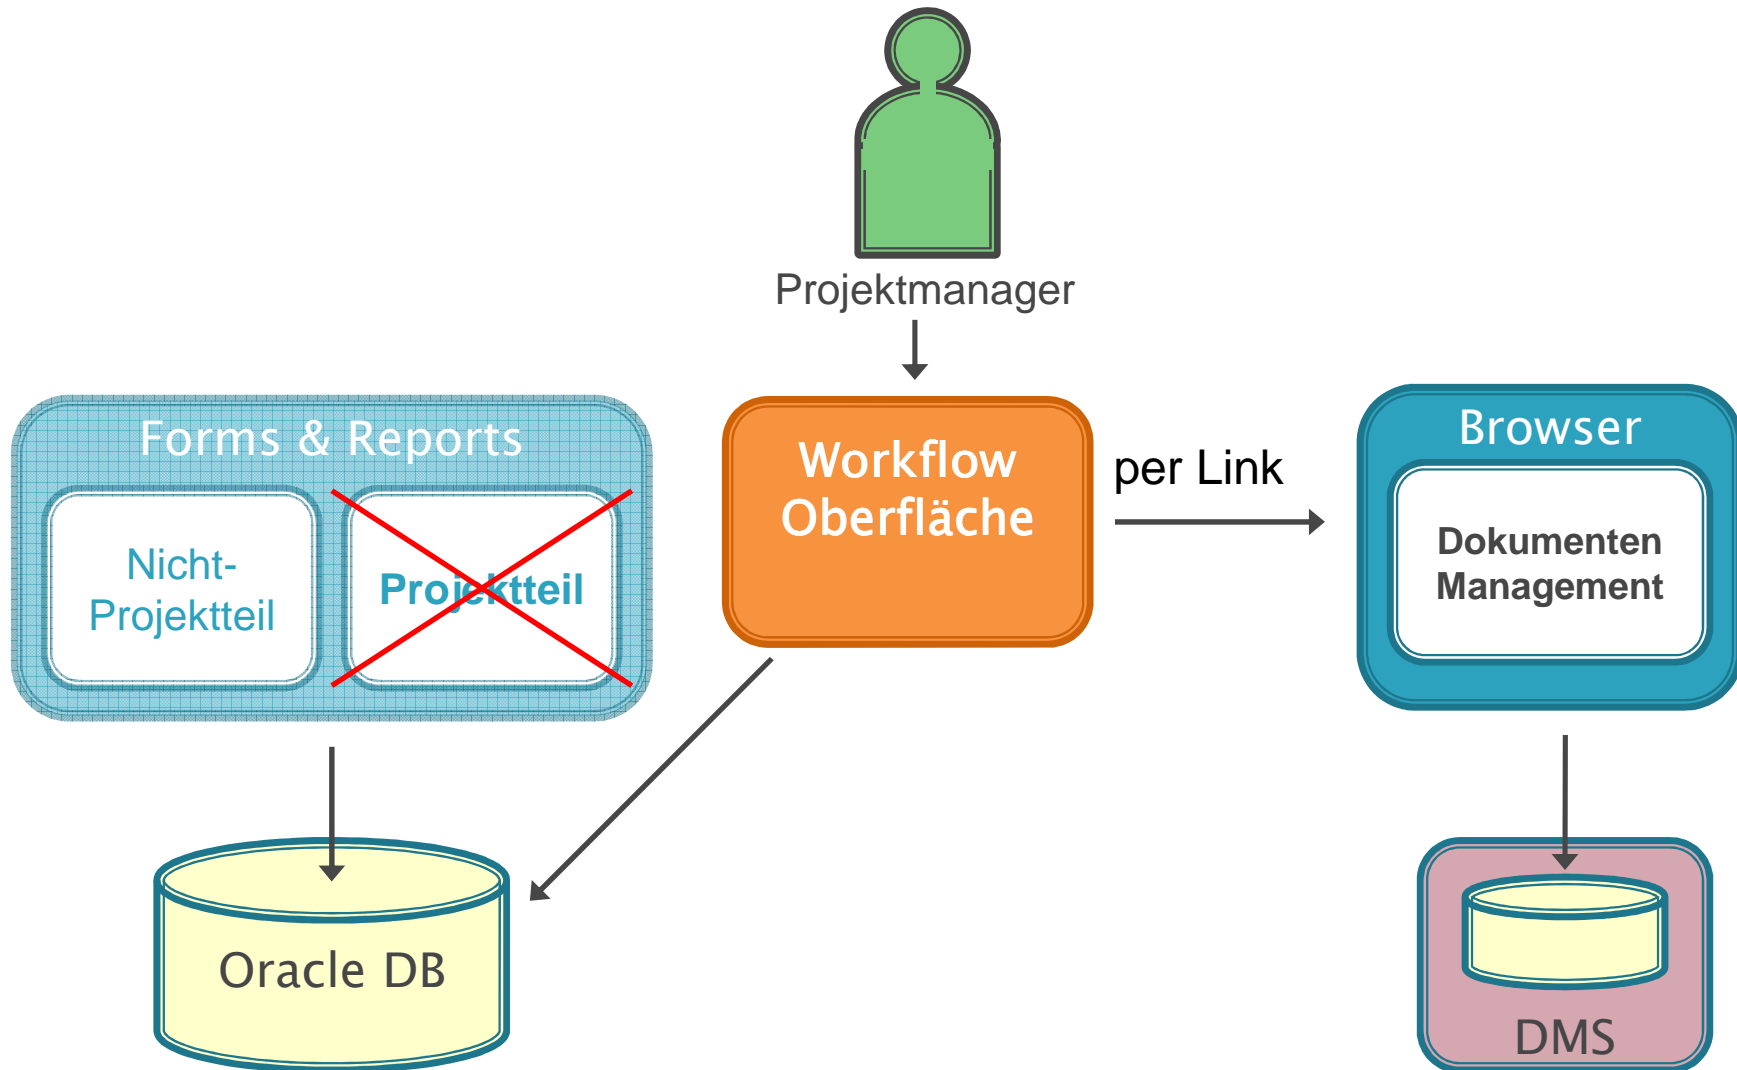 Projektmanager
Forms & Reports
Nicht-
Projektteil
Projektteil
Workflow
Oberfläche
per Link
Browser
Dokumenten
Management
Oracle DB
DMS